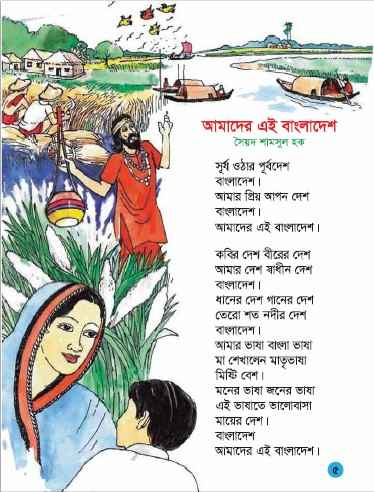 আমাদের এই বাংলাদেশ
সৈয়দ শামসুল হক
সূর্য ওঠার পূর্বদেশ
বাংলাদেশ।
আমার প্রিয় আপন দেশ
বাংলাদেশ।
আমাদের এই বাংলাদেশ।
কবির দেশ বীরের দেশ
আমার দেশ স্বাধীন দেশ
বাংলাদেশ।
ধানের দেশ গানের দেশ
তেরো শত নদীর দেশ
বাংলাদেশ।
আমার ভাষা বাংলা ভাষা
মা শেখালেন মাতৃভাষা
মিষ্টি বেশ।
মনের ভাষা জনের ভাষা
এই ভাষাতে ভালোবাসা
মায়ের দেশ।
বাংলাদেশ
আমাদের এই বাংলাদেশ।
৫